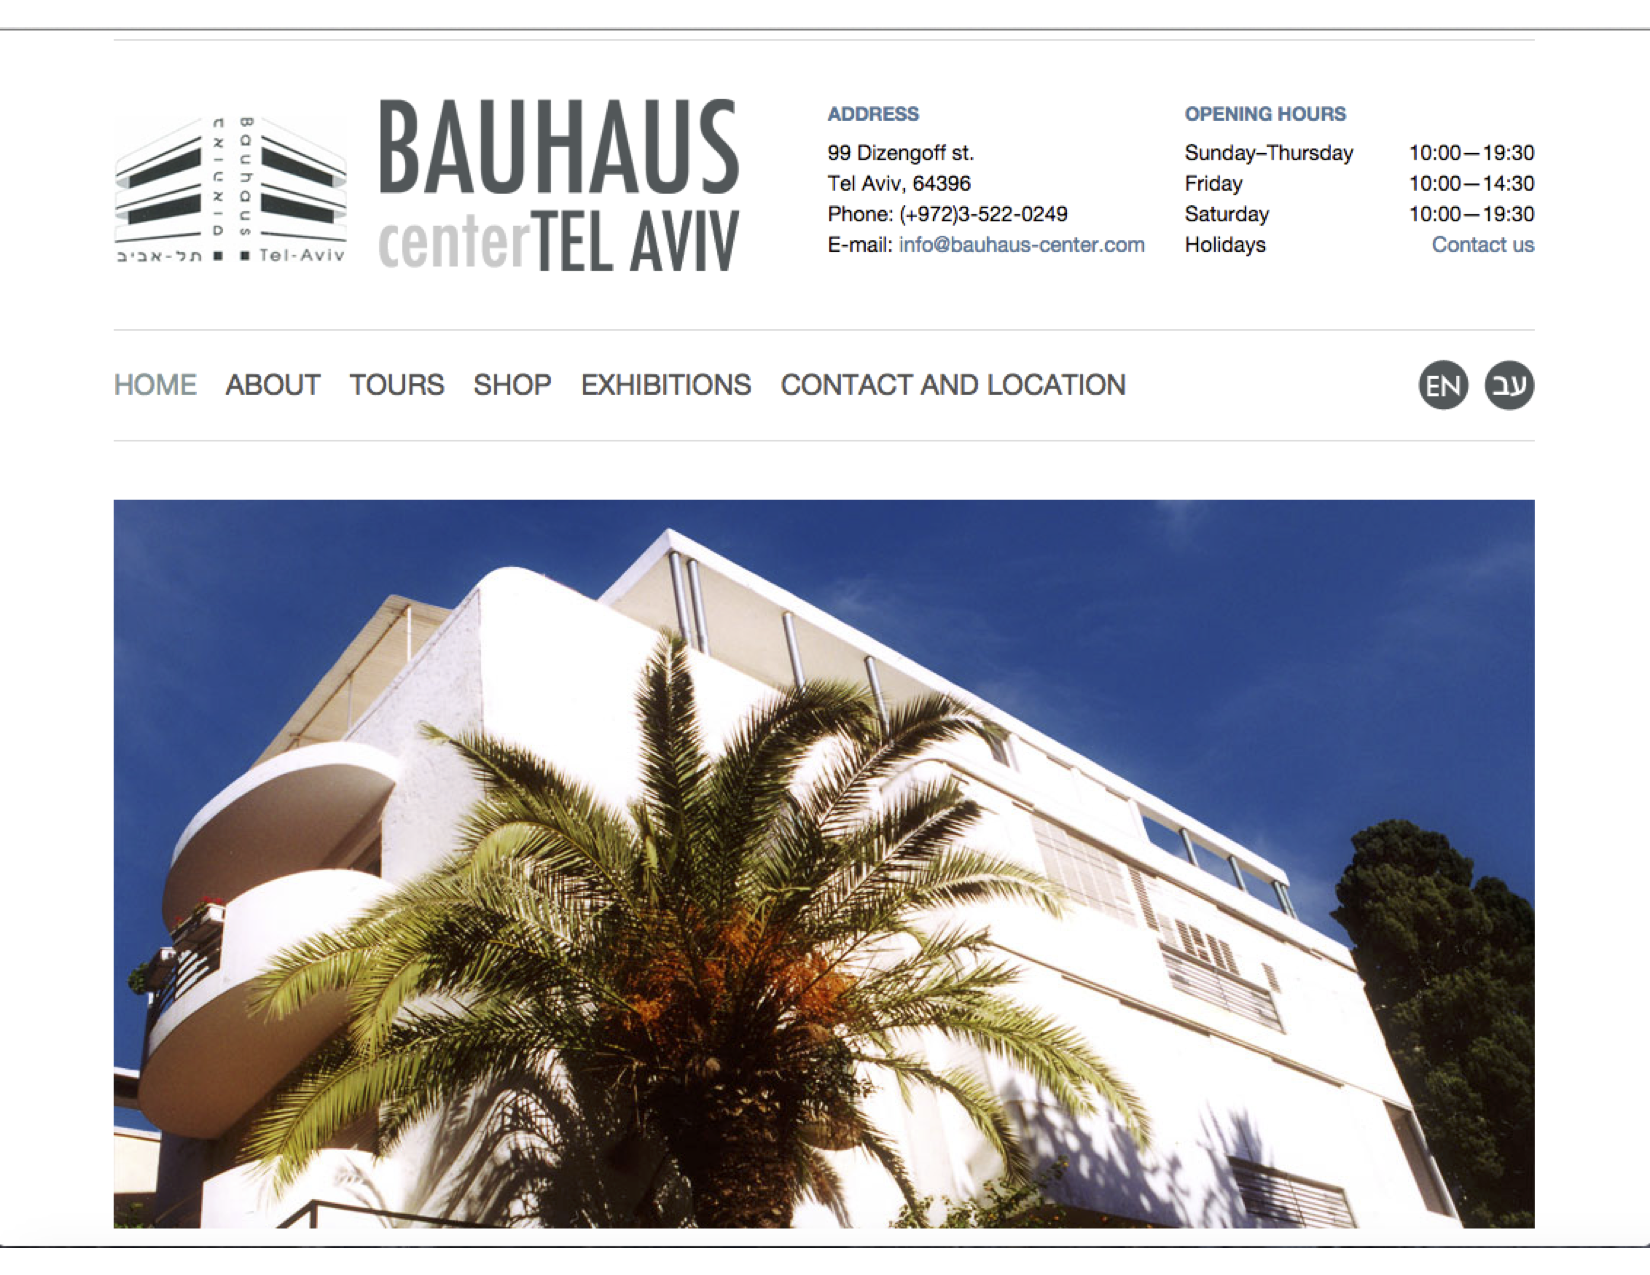 באוהאוס
Bauhaus
תל-אביב ■ ■ Tel-Aviv
BAUHAUS
centerTEL AVIV
ADDRESS
99 Dizengoff st.
Tel Aviv, 64396
Phone: (+972)3-522-0249
E-mail: info@bauhaus-center.com
OPENING HOURS
Sunday–Thursday 10:00—19:30
Friday 10:00—14:30
Saturday 10:00—19:30
Holidays Contact us
HOME ABOUT TOURS SHOP EXHIBITIONS CONTACT AND LOCATION EN עב